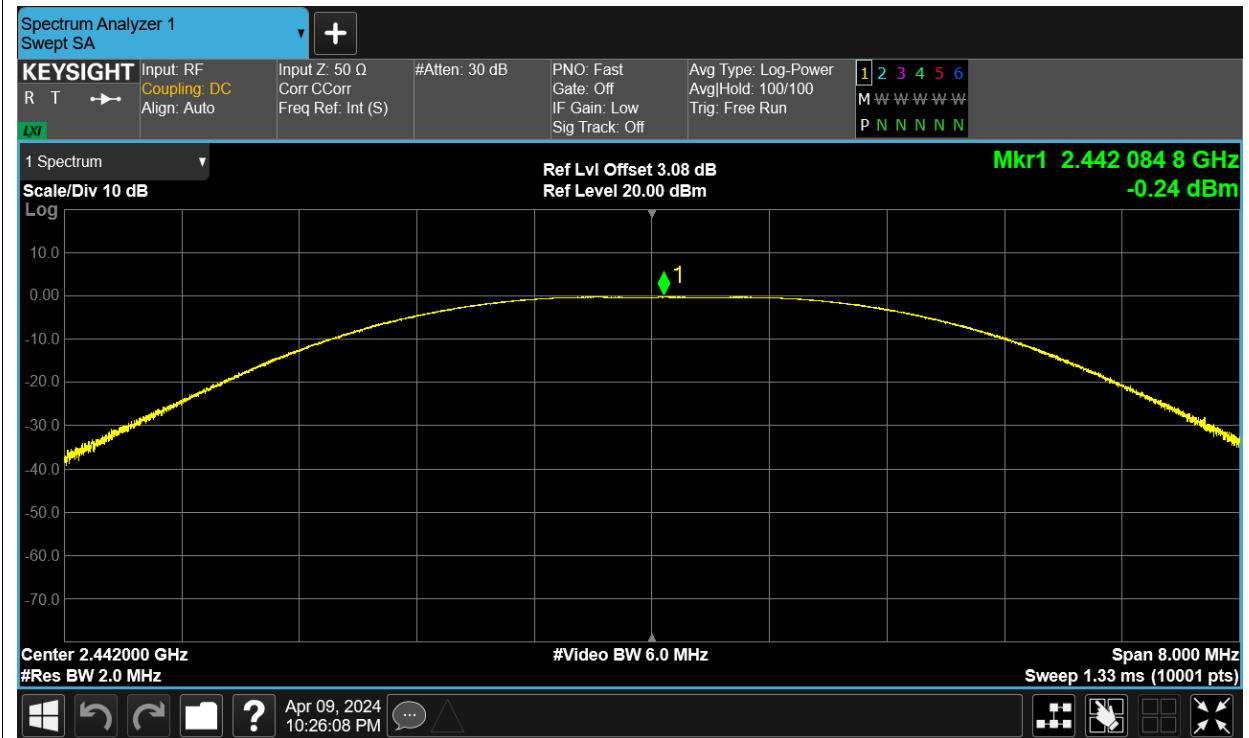 Spectrum Analyzer 1
Swept SA
KEYSIGHT
R T
LXI
Input: RF
Coupling: DC
Align: Auto
Input Z: 50 Ω
Corr CCorr
Freq Ref: Int (S)
#Atten: 30 dB
PNO: Fast
Gate: Off
IF Gain: Low
Sig Track: Off
Avg Type: Log-Power
Avg|Hold: 100/100
Trig: Free Run
1 2 3 4 5 6
M W W W W W
P N N N N N
1 Spectrum
Scale/Div 10 dB
Ref Lvl Offset 3.08 dB
Ref Level 20.00 dBm
Mkr1 2.442 084 8 GHz
-0.24 dBm
Log
10.0
0.00
-10.0
-20.0
-30.0
-40.0
-50.0
-60.0
-70.0
1
Center 2.442000 GHz
#Res BW 2.0 MHz
#Video BW 6.0 MHz
Span 8.000 MHz
Sweep 1.33 ms (10001 pts)
?
Apr 09, 2024
10:26:08 PM